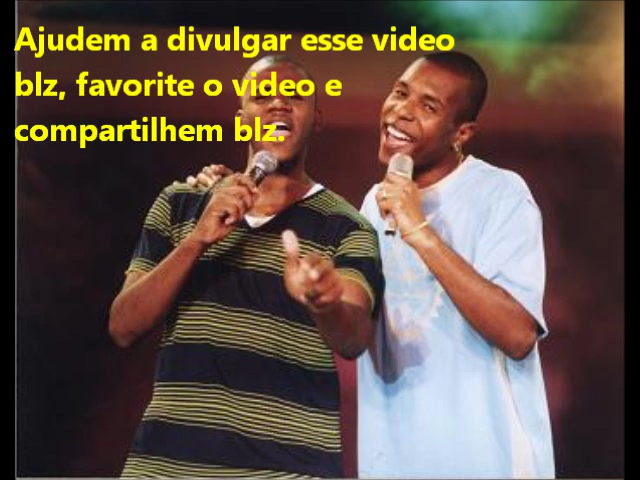 Ajudem a divulgar esse video
blz, favorite o video e
compartilhem blz.